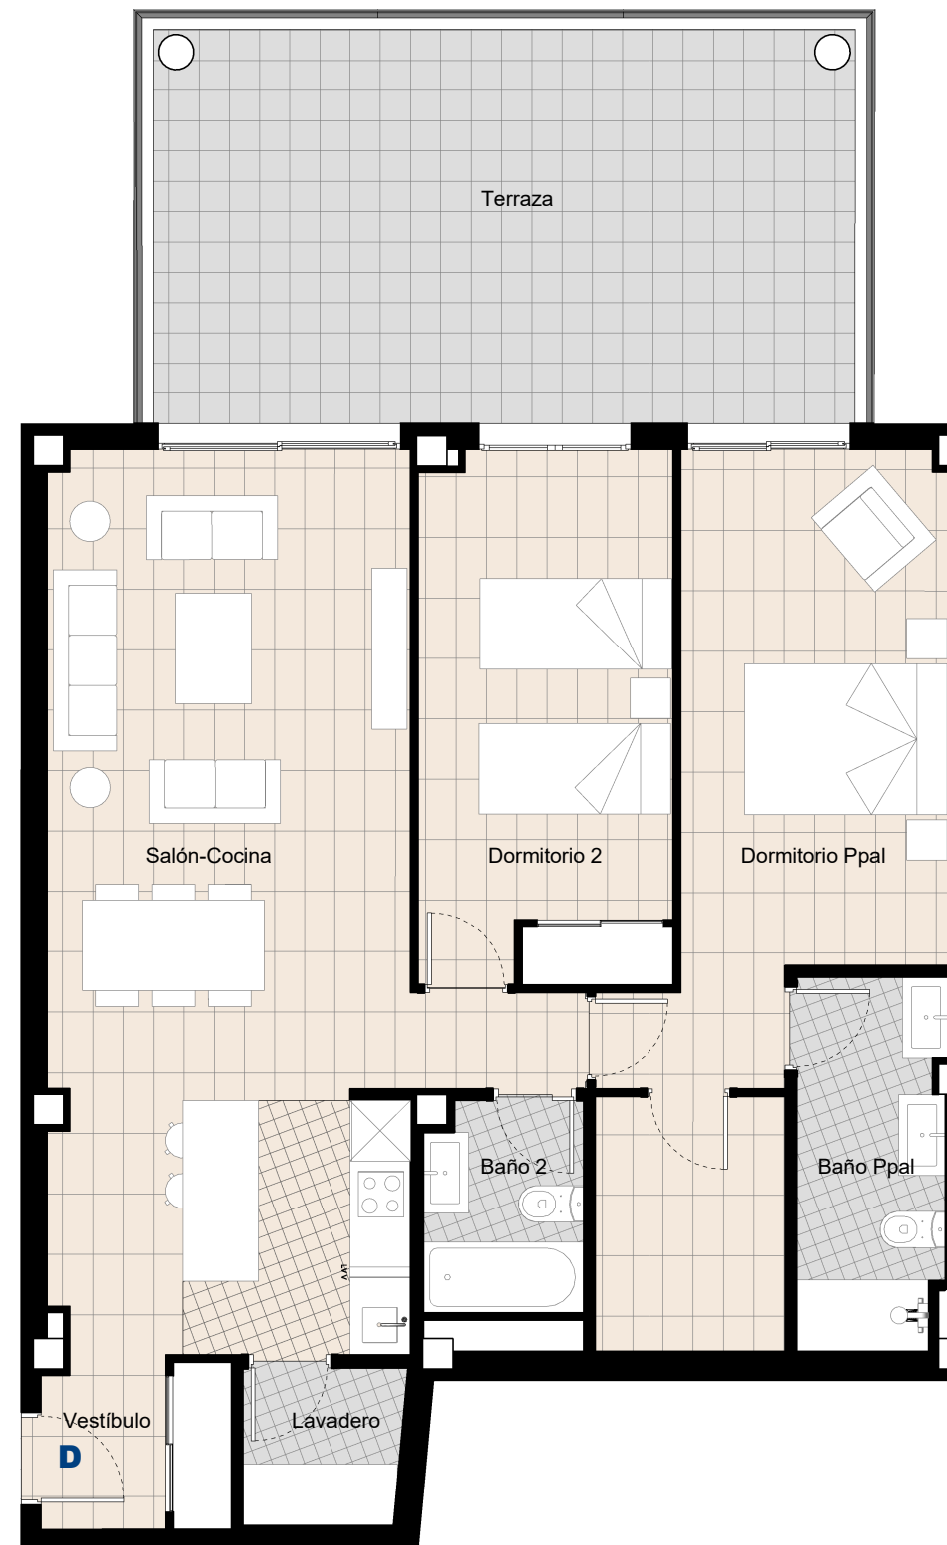 Terraza
Salón-Cocina
Dormitorio 2
Dormitorio Ppal
Baño 2
Baño Ppal
Vestíbulo
Lavadero
D